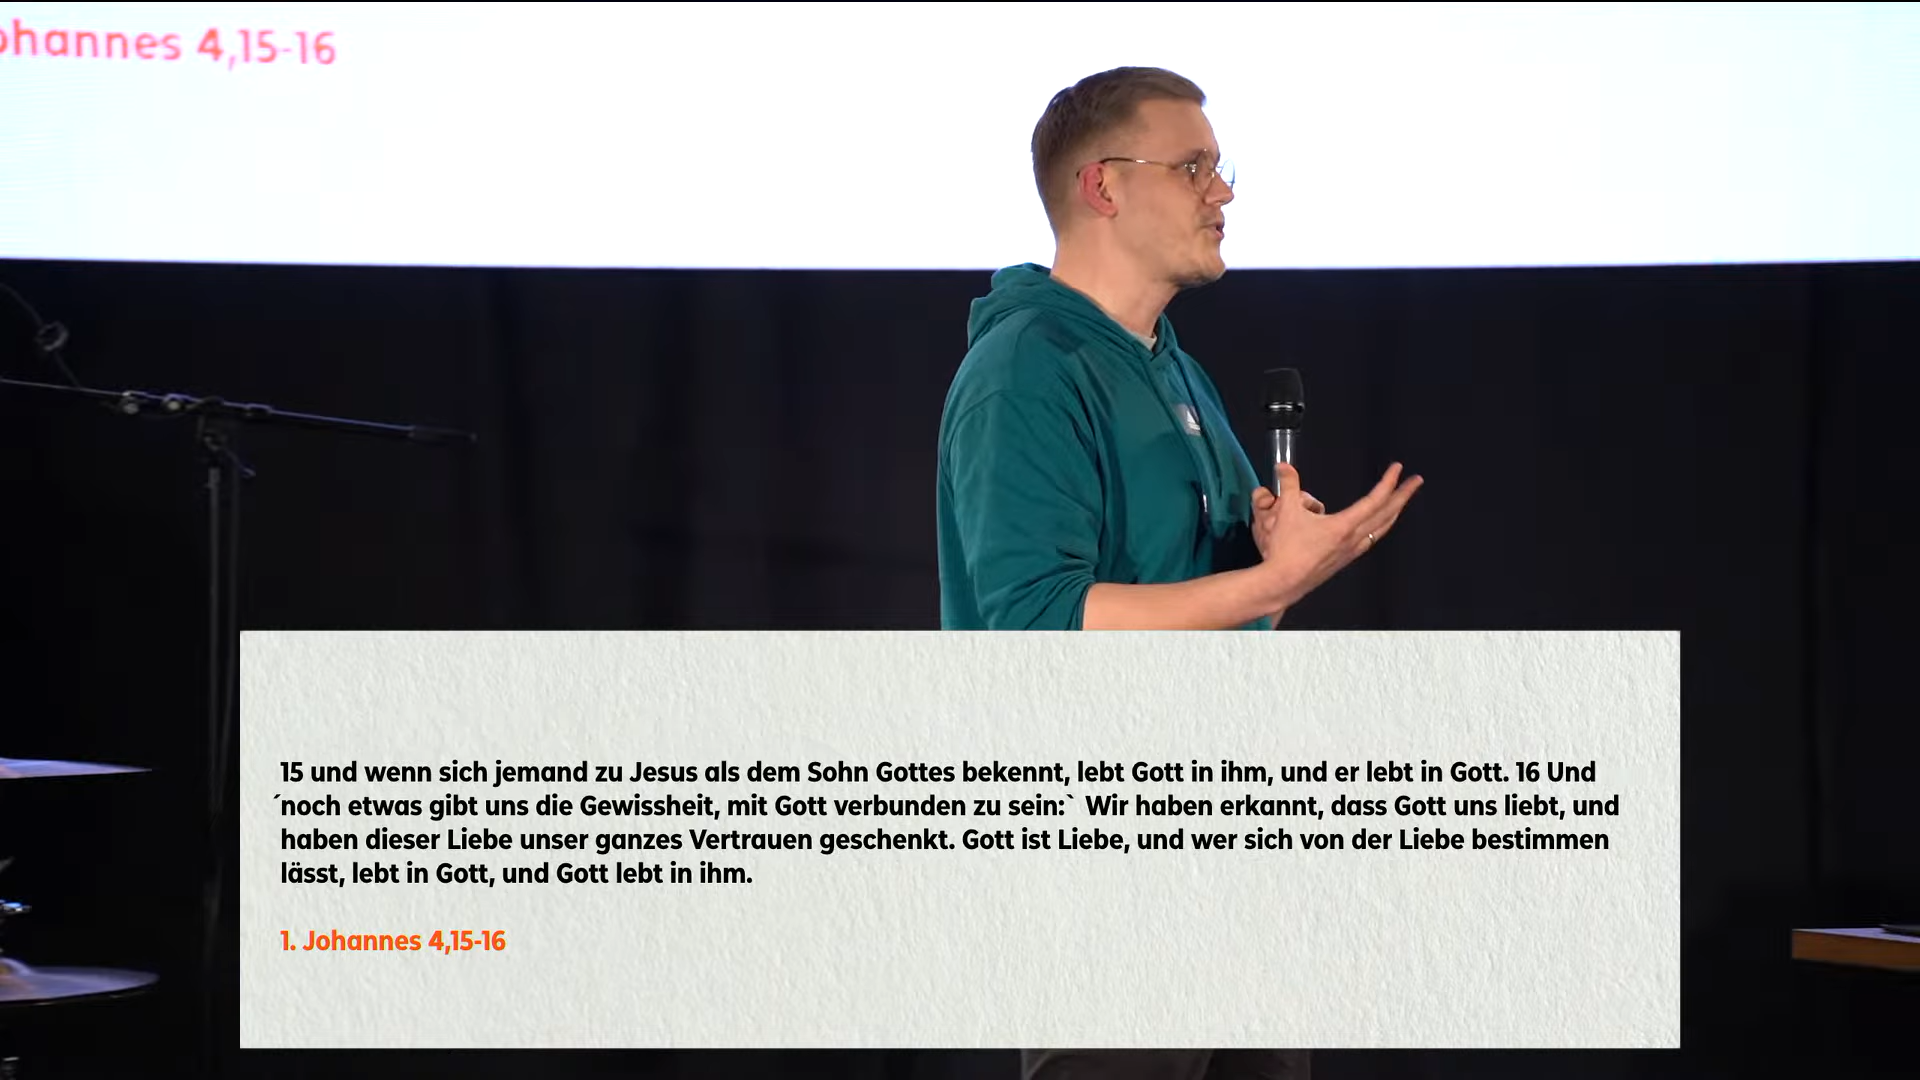 ohannes 4,15-16
15 und wenn sich jemand zu Jesus als dem Sohn Gottes bekennt, lebt Gott in ihm, und er lebt in Gott. 16 Und
´noch etwas gibt uns die Gewissheit, mit Gott verbunden zu sein:` Wir haben erkannt, dass Gott uns liebt, und
haben dieser Liebe unser ganzes Vertrauen geschenkt. Gott ist Liebe, und wer sich von der Liebe bestimmen
lässt, lebt in Gott, und Gott lebt in ihm.
1. Johannes 4,15-16